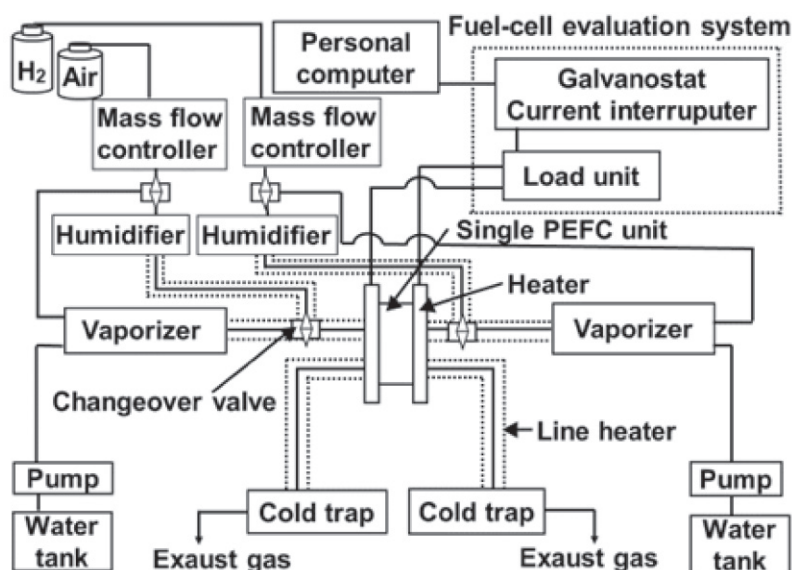 Fuel-cell evaluation system
H2
Air
Personal
computer
Galvanostat
Current interruputer
Mass flow
controller
Mass flow
controller
Load unit
Humidifier
Humidifier
Single PEFC unit
Heater
Vaporizer
Vaporizer
Changeover valve
Line heater
Pump
Pump
Cold trap
Cold trap
Water
tank
Water
tank
Exaust gas
Exaust gas